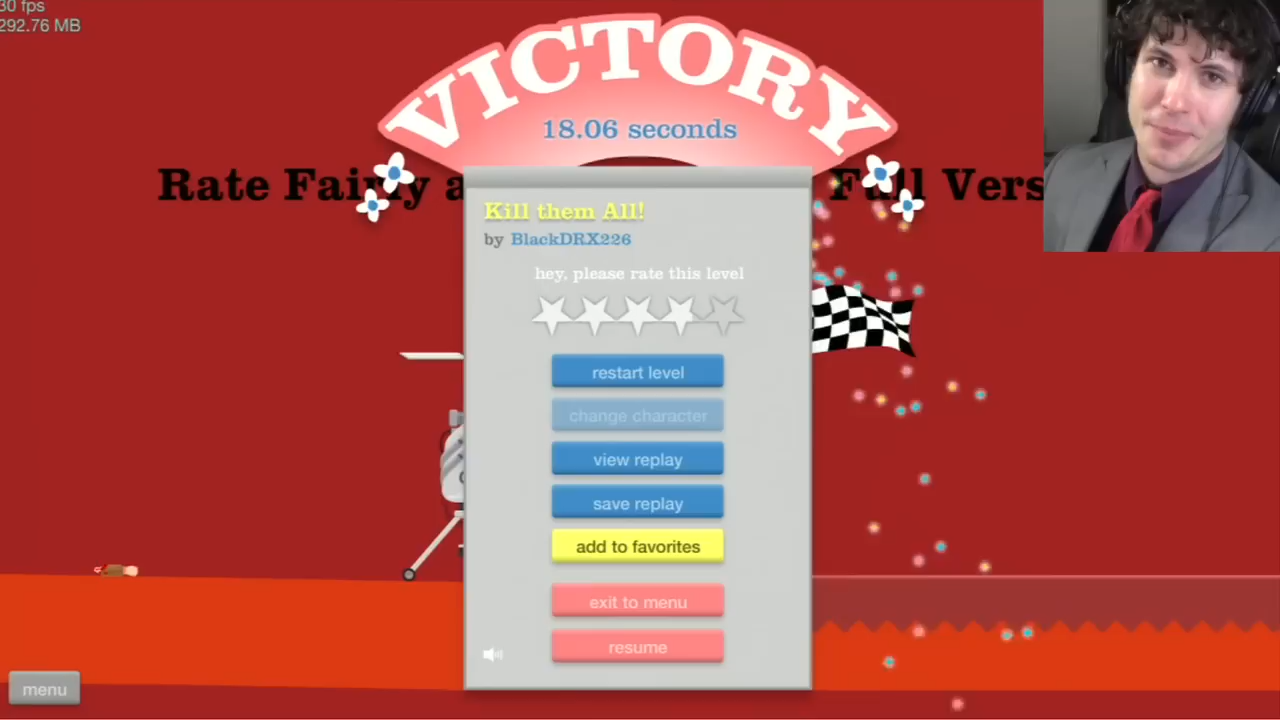 30 fps
292.76 MB
VICTORY
18.06 seconds
Rate Fairly a Full Vers
Kill them All!
by BlackDRX226
hey, please rate this level
restart level
change character
view replay
save replay
add to favorites
exit to menu
resume
menu